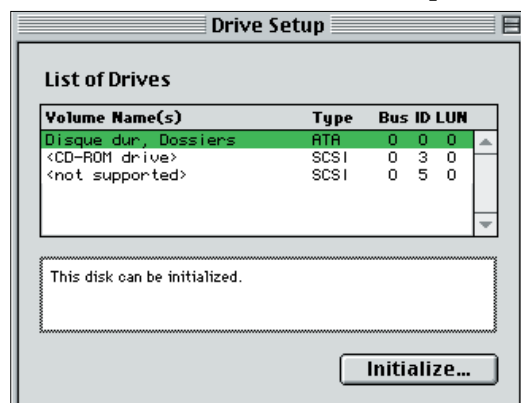 Drive Setup
List of Drives
Volume Name(s) Type Bus ID LUN
Disque dur, Dossiers ATA 0 0 0
<CD-ROM drive> SCSI 0 3 0
<not supported> SCSI 0 5 0
This disk can be initialized.
Initialize...